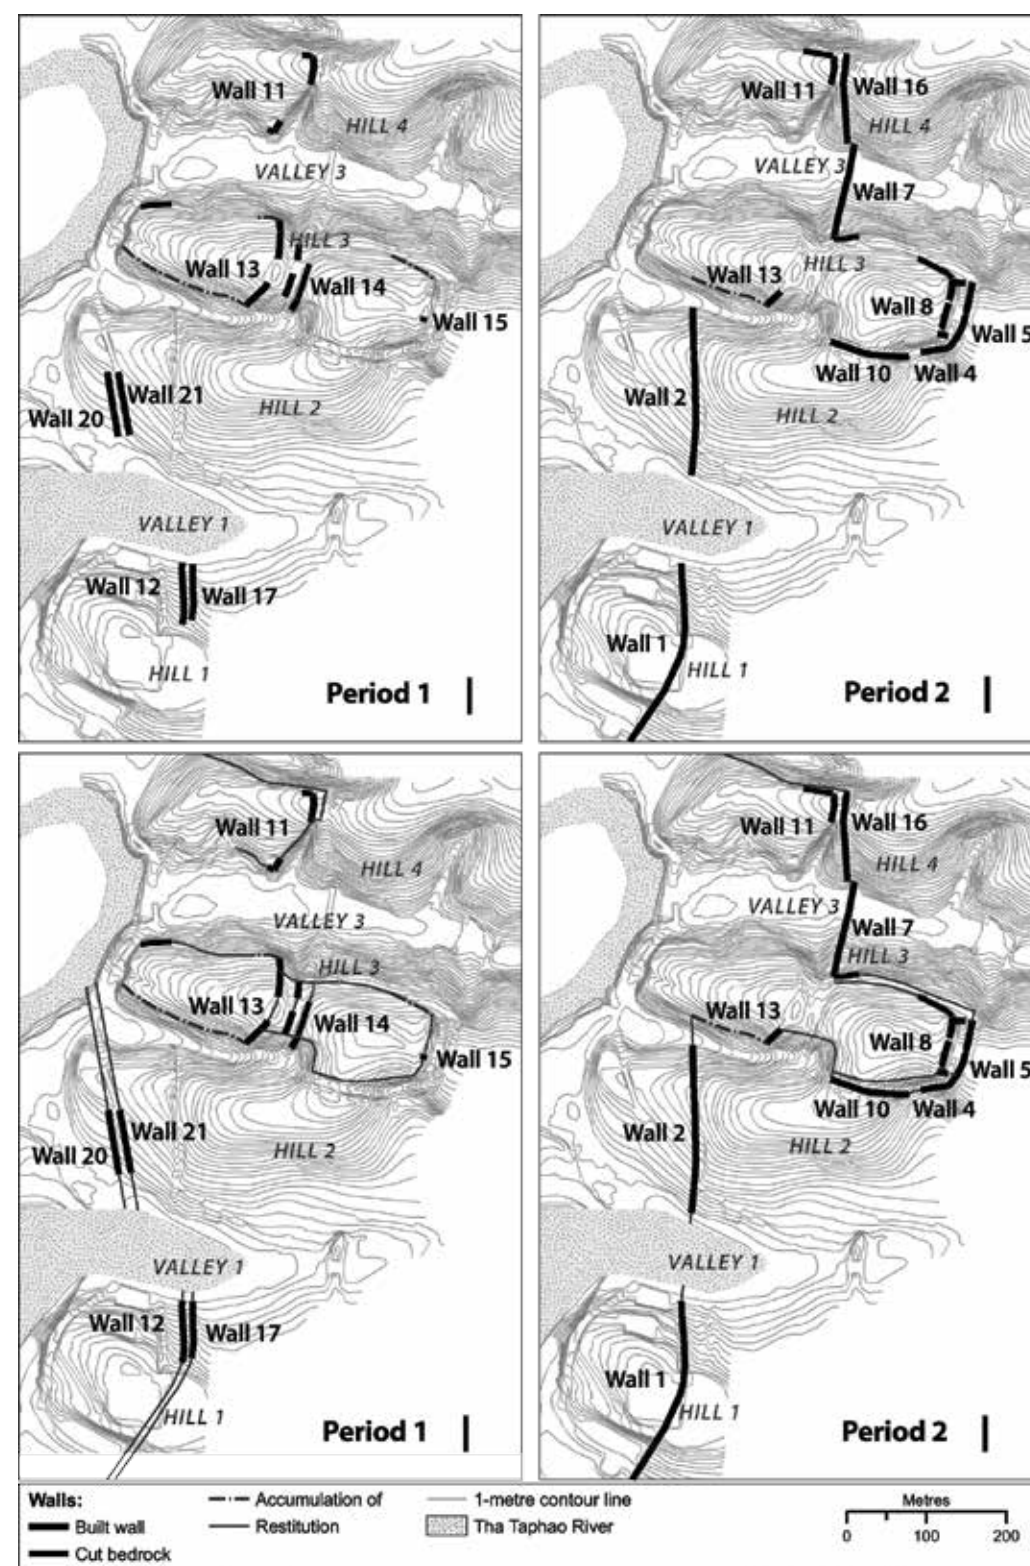 Wall 11
HILL 4
VALLEY 3
HILL 3
Wall 13
Wall 14
Wall 15
Wall 21
Wall 20
HILL 2
VALLEY 1
Wall 12
Wall 17
HILL 1
Period 1
Wall 11
Wall 16
HILL 4
VALLEY 3
Wall 7
HILL 3
Wall 13
Wall 8
Wall 5
Wall 10
Wall 4
Wall 2
HILL 2
VALLEY 1
Wall 1
HILL 1
Period 2
Wall 11
HILL 4
VALLEY 3
HILL 3
Wall 13
Wall 14
Wall 15
Wall 21
Wall 20
HILL 2
VALLEY 1
Wall 12
Wall 17
HILL 1
Period 1
Wall 11
Wall 16
HILL 4
VALLEY 3
Wall 7
HILL 3
Wall 13
Wall 8
Wall 5
Wall 10
Wall 4
Wall 2
HILL 2
VALLEY 1
Wall 1
HILL 1
Period 2
Walls:
Built wall
Cut bedrock
Accumulation of
Restitution
1-metre contour line
Tha Taphao River
Metres
0 100 200